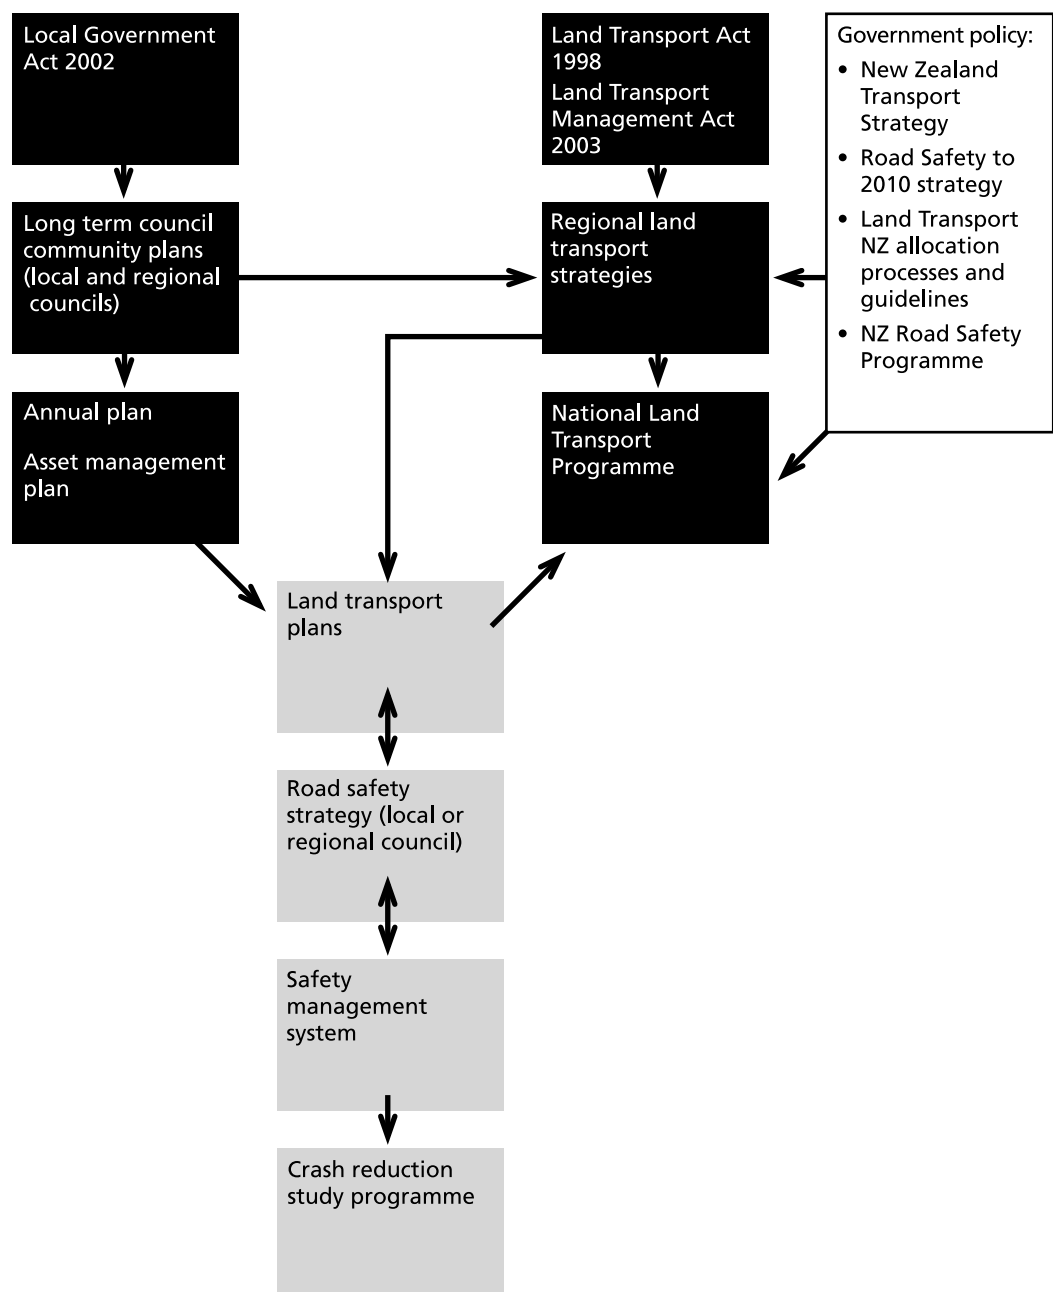 Local Government
Act 2002
Land Transport Act
1998
Land Transport
Management Act
2003
Government policy:
• New Zealand
Transport
Strategy
• Road Safety to
2010 strategy
• Land Transport
NZ allocation
processes and
guidelines
• NZ Road Safety
Programme
Long term council
community plans
(local and regional
councils)
Regional land
transport
strategies
Annual plan
Asset management
plan
National Land
Transport
Programme
Land transport
plans
Road safety
strategy (local or
regional council)
Safety
management
system
Crash reduction
study programme